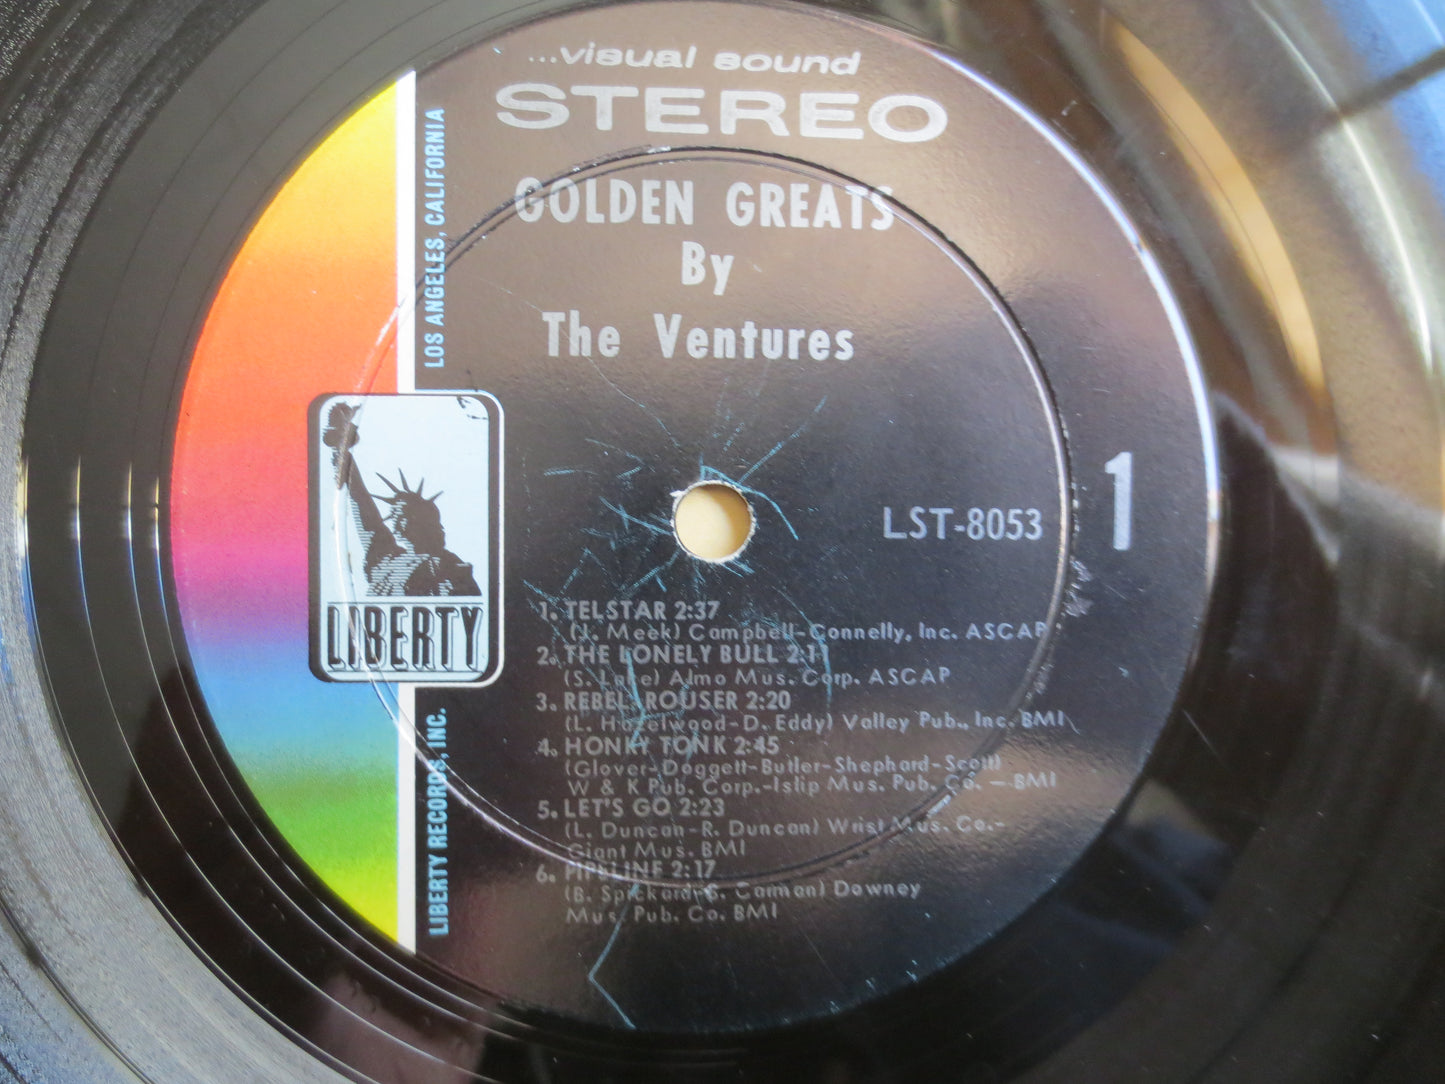 ...visual sound
STEREO
GOLDEN GREATS
By
The Ventures
LOS ANGELES, CALIFORNIA
LIBERTY
LIBERTY RECORDS, INC.
LST-8053
1
1. TELSTAR 2:37
(J. Meek) Campbell-Connelly, Inc. ASCAP
2. THE LONELY BULL 2:11
(S. Lake) Almo Mus. Corp. ASCAP
3. REBEL ROUSER 2:20
(L. Hazelwood-D. Eddy) Valley Pub., Inc. BMI
4. HONKY TONK 2:45
(Glover-Doggett-Butler-Shephard-Scott)
W & K Pub. Corp.-Islip Mus. Pub. Co. — BMI
5. LET'S GO 2:23
(L. Duncan-R. Duncan) Wrist Mus. Co.-
Giant Mus. BMI
6. PIPELINE 2:17
(B. Spickard-B. Carman) Downey
Mus. Pub. Co. BMI